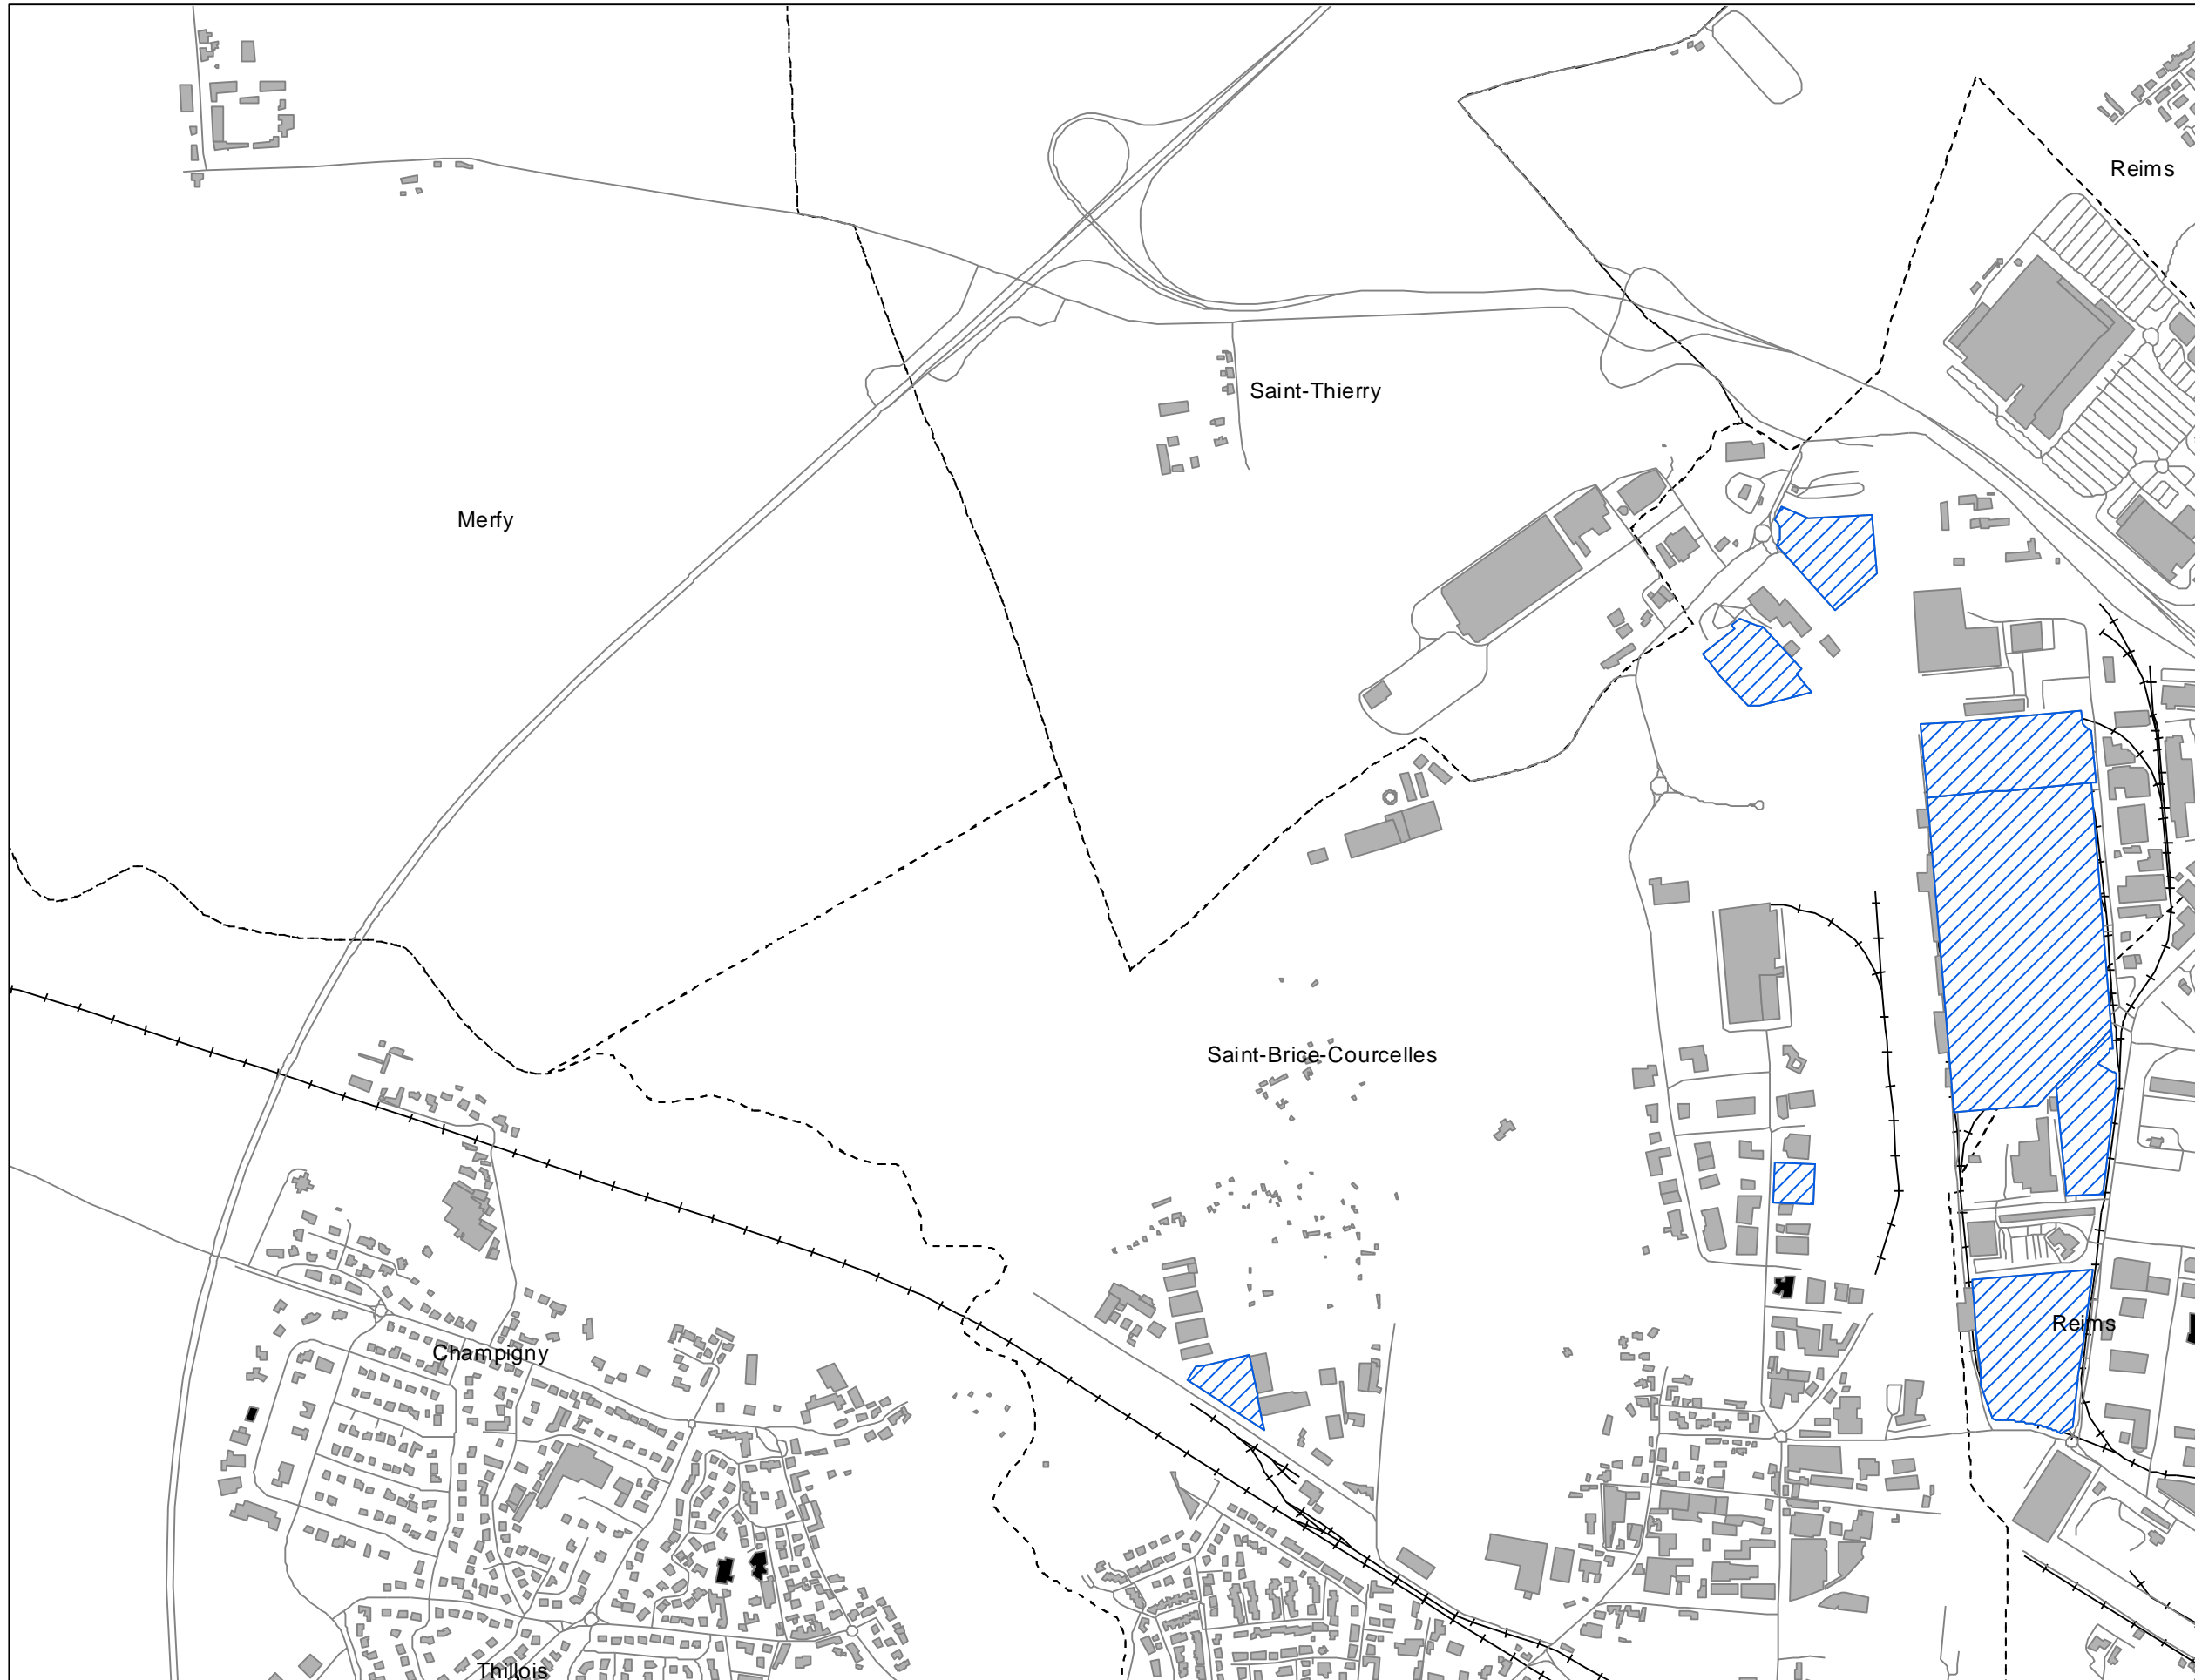 Reims
Saint-Thierry
Merfy
Saint-Brice-Courcelles
Reims
Champigny
Thillois